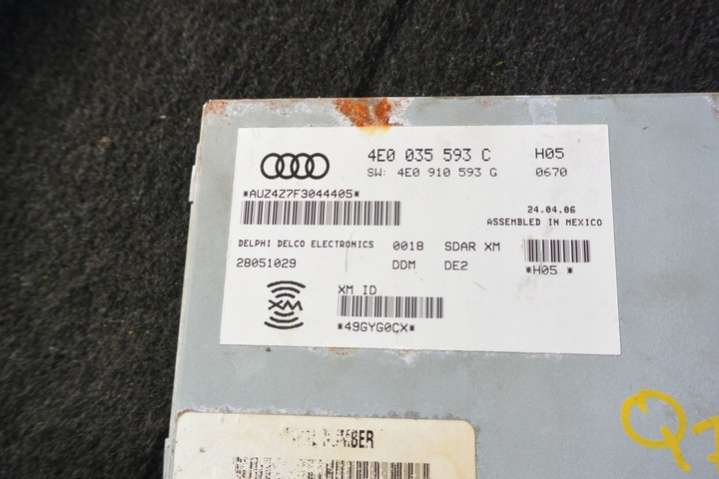 4E0 035 593 C H05
SW: 4E0 910 593 G 0670
*AUZ4Z7F3044405*
24.04.06
ASSEMBLED IN MEXICO
DELPHI DELCO ELECTRONICS 0018 SDAR XM
28051029 DDM DE2
*H05 *
XM ID
XM
*49GYG0CX*